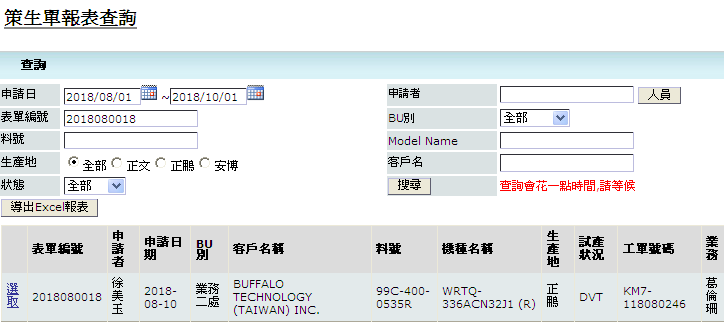 策生單報表查詢
查詢
申請日 2018/08/01 ~ 2018/10/01 申請者 人員
表單編號 2018080018 BU別 全部
料號 Model Name
生產地 全部 正文 正鵬 安博 客戶名
狀態 全部 搜尋 查詢會花一點時間,請等候
導出Excel報表
表單編號 申請者 申請日期 BU別 客戶名稱 料號 機種名稱 生產地 試產狀況 工單號碼 業務
選取 2018080018 徐美玉 2018-08-10 業務二處 BUFFALO TECHNOLOGY (TAIWAN) INC. 99C-400-0535R WRTQ-336ACN32J1 (R) 正鵬 DVT KM7-118080246 葛倫珊